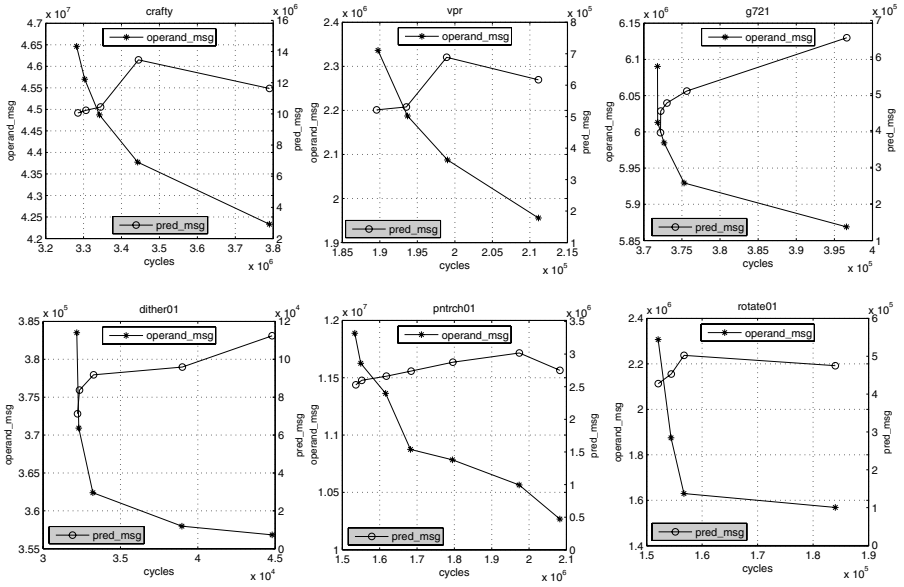 crafty
x 10^7
x 10^6
4.7
4.65
4.6
4.55
4.5
4.45
4.4
4.35
4.3
4.25
4.2
16
14
12
10
8
6
4
2
operand_msg
operand_msg
pred_msg
pred_msg
3.2
3.3
3.4
3.5
3.6
3.7
3.8
cycles
x 10^6
vpr
x 10^6
x 10^5
2.4
2.3
2.2
2.1
2
1.9
8
7
6
5
4
3
2
1
operand_msg
operand_msg
pred_msg
pred_msg
1.85
1.9
1.95
2
2.05
2.1
2.15
cycles
x 10^5
g721
x 10^6
x 10^5
6.15
6.1
6.05
6
5.95
5.9
5.85
7
6
5
4
3
2
1
operand_msg
operand_msg
pred_msg
pred_msg
3.7
3.75
3.8
3.85
3.9
3.95
4
cycles
x 10^5
dither01
x 10^5
x 10^4
3.85
3.8
3.75
3.7
3.65
3.6
3.55
12
10
8
6
4
2
0
operand_msg
operand_msg
pred_msg
pred_msg
3
3.5
4
4.5
cycles
x 10^4
pntrch01
x 10^7
x 10^6
1.2
1.15
1.1
1.05
1
3.5
3
2.5
2
1.5
1
0.5
0
operand_msg
operand_msg
pred_msg
pred_msg
1.5
1.6
1.7
1.8
1.9
2
2.1
cycles
x 10^6
rotate01
x 10^6
x 10^5
2.4
2.2
2
1.8
1.6
1.4
6
5
4
3
2
1
0
operand_msg
operand_msg
pred_msg
pred_msg
1.5
1.6
1.7
1.8
1.9
cycles
x 10^5